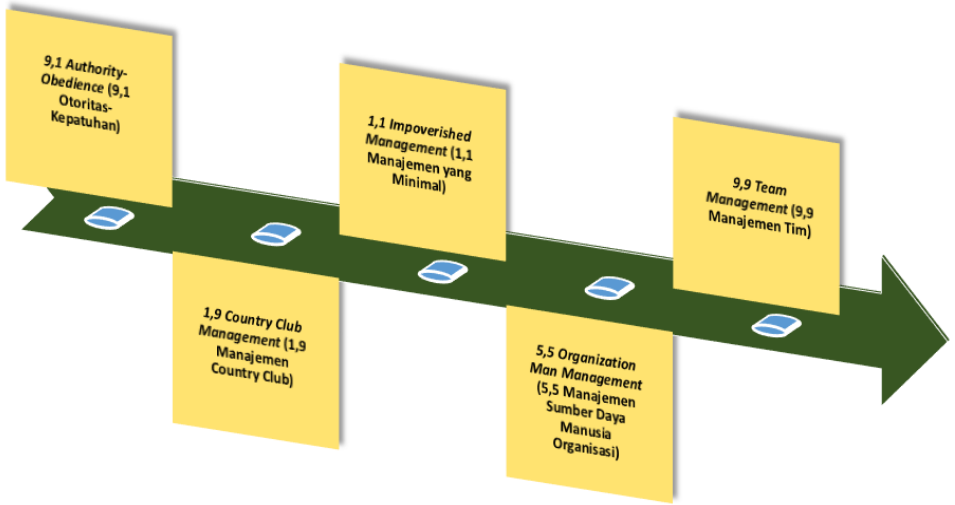 9,1 Authority-
Obedience (9,1
Otoritas-
Kepatuhan)
1,9 Country Club
Management (1,9
Manajemen
Country Club)
1,1 Impoverished
Management (1,1
Manajemen yang
Minimal)
5,5 Organization
Man Management
(5,5 Manajemen
Sumber Daya
Manusia
Organisasi)
9,9 Team
Management (9,9
Manajemen Tim)